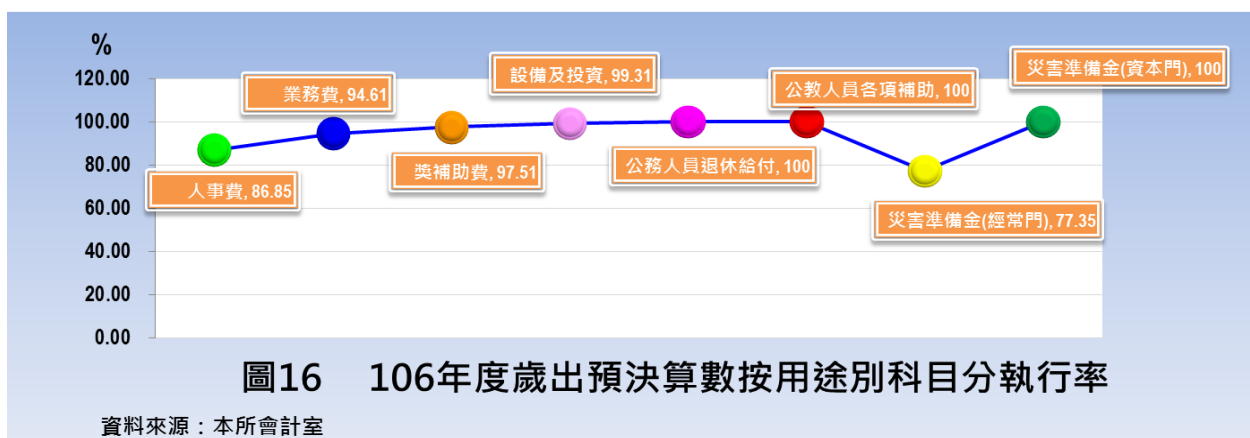 %
120.00
100.00
80.00
60.00
40.00
20.00
0.00
人事費, 86.85
業務費, 94.61
獎補助費, 97.51
設備及投資, 99.31
公務人員退休給付, 100
公教人員各項補助, 100
災害準備金(經常門), 77.35
災害準備金(資本門), 100
圖16 106年度歲出預決算數按用途別科目分執行率
資料來源：本所會計室